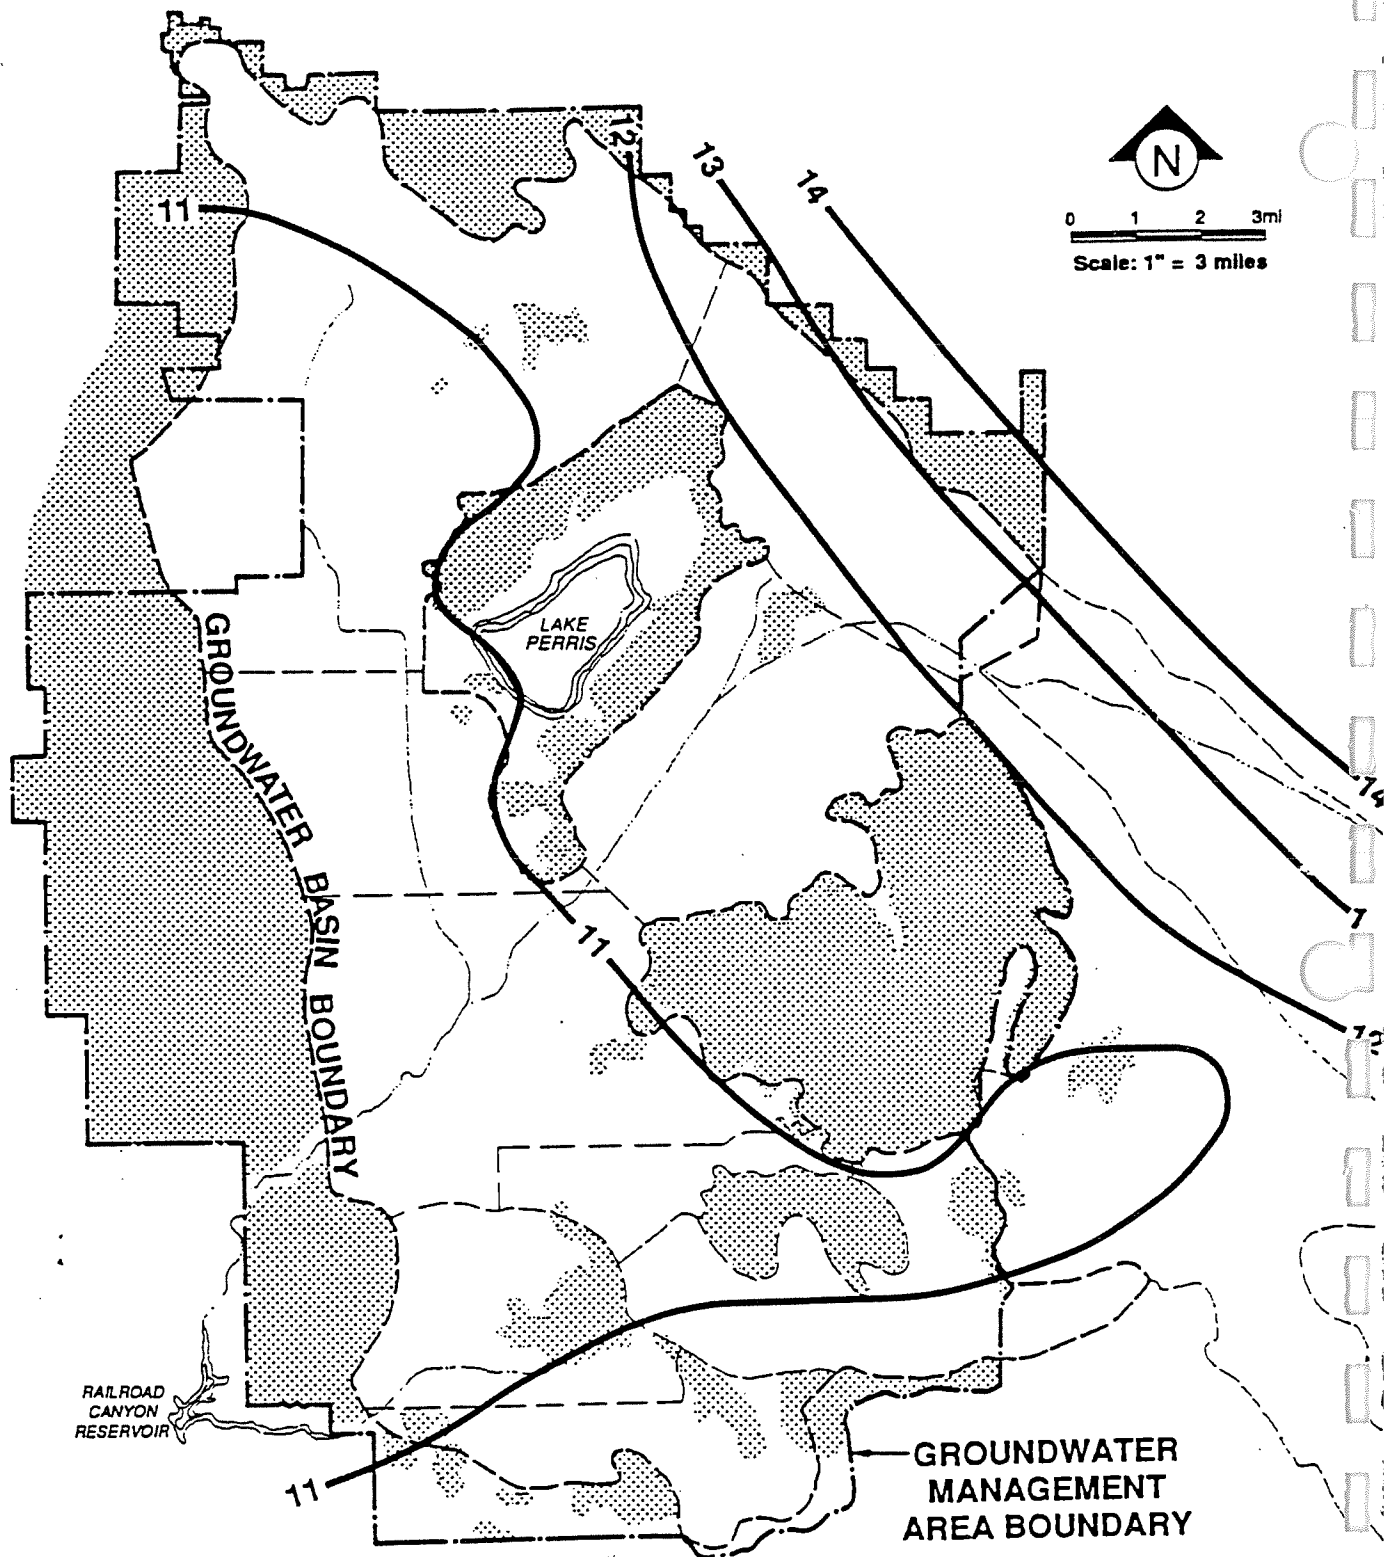 12
13
14
N
0 1 2 3mi
Scale: 1" = 3 miles
11
LAKE
PERRIS
GROUNDWATER BASIN BOUNDARY
14
11
RAILROAD
CANYON
RESERVOIR
11
GROUNDWATER
MANAGEMENT
AREA BOUNDARY